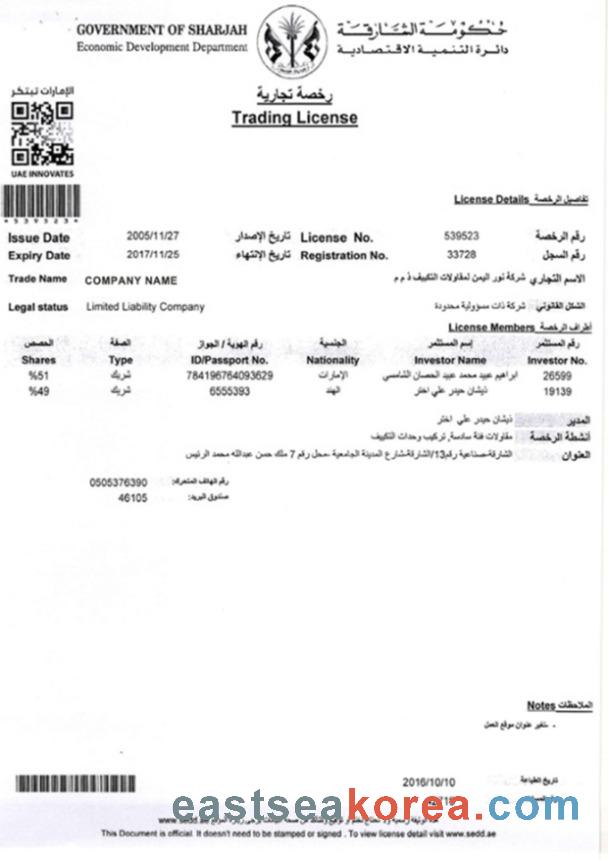 GOVERNMENT OF SHARJAH
Economic Development Department
حكومة الشارقة
دائرة التنمية الاقتصادية
رخصة تجارية
Trading License
الإمارات تبتكر
UAE INNOVATES
License Details تفاصيل الرخصة
Issue Date 2005/11/27 تاريخ الإصدار License No. 539523 رقم الرخصة
Expiry Date 2017/11/25 تاريخ الإنتهاء Registration No. 33728 رقم السجل
Trade Name COMPANY NAME الاسم التجاري شركة نور اليمن لمقاولات التكييف ذ م م
Legal status Limited Liability Company الشكل القانوني شركة ذات مسؤولية محدودة
License Members أطراف الرخصة
الحصص الصفة رقم الهوية / الجواز الجنسية إسم المستثمر رقم المستثمر
Shares Type ID/Passport No. Nationality Investor Name Investor No.
%51 شريك 784196764093629 الإمارات ابراهيم عبيد محمد عبيد الحصان الشامسي 26599
%49 شريك 6555393 الهند ذيشان حيدر علي اختر 19139
المدير ذيشان حيدر علي اختر
أنشطة الرخصة مقاولات فئة سادسة, تركيب وحدات التكييف
العنوان الشارقة-صناعية رقم13/الشارقة-شارع المدينة الجامعية -محل رقم 7 ملك حسن عبدالله محمد الرئيس
رقم الهاتف المتحرك: 0505376390
صندوق البريد: 46105
Notes الملاحظات
- تغير عنوان موقع العمل
2016/10/10 تاريخ الطباعة
eastseakorea.com
www.sedd.ae
This Document is official. It doesn't need to be stamped or signed . To view license detail visit www.sedd.ae